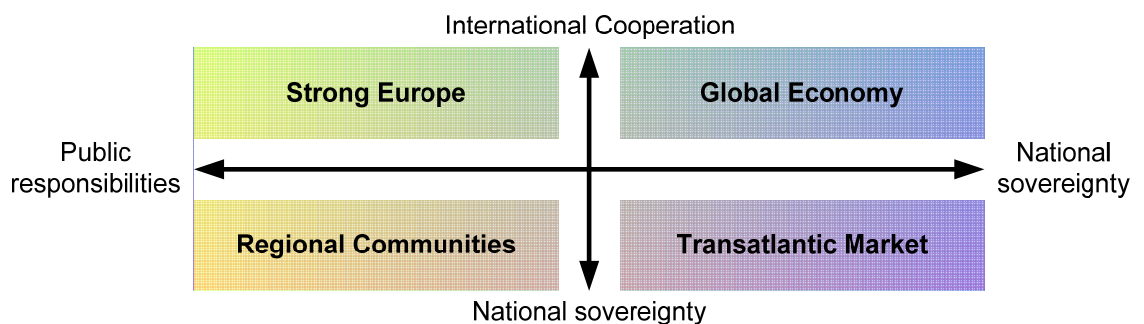 International Cooperation
Strong Europe
Global Economy
Public
responsibilities
National
sovereignty
Regional Communities
Transatlantic Market
National sovereignty